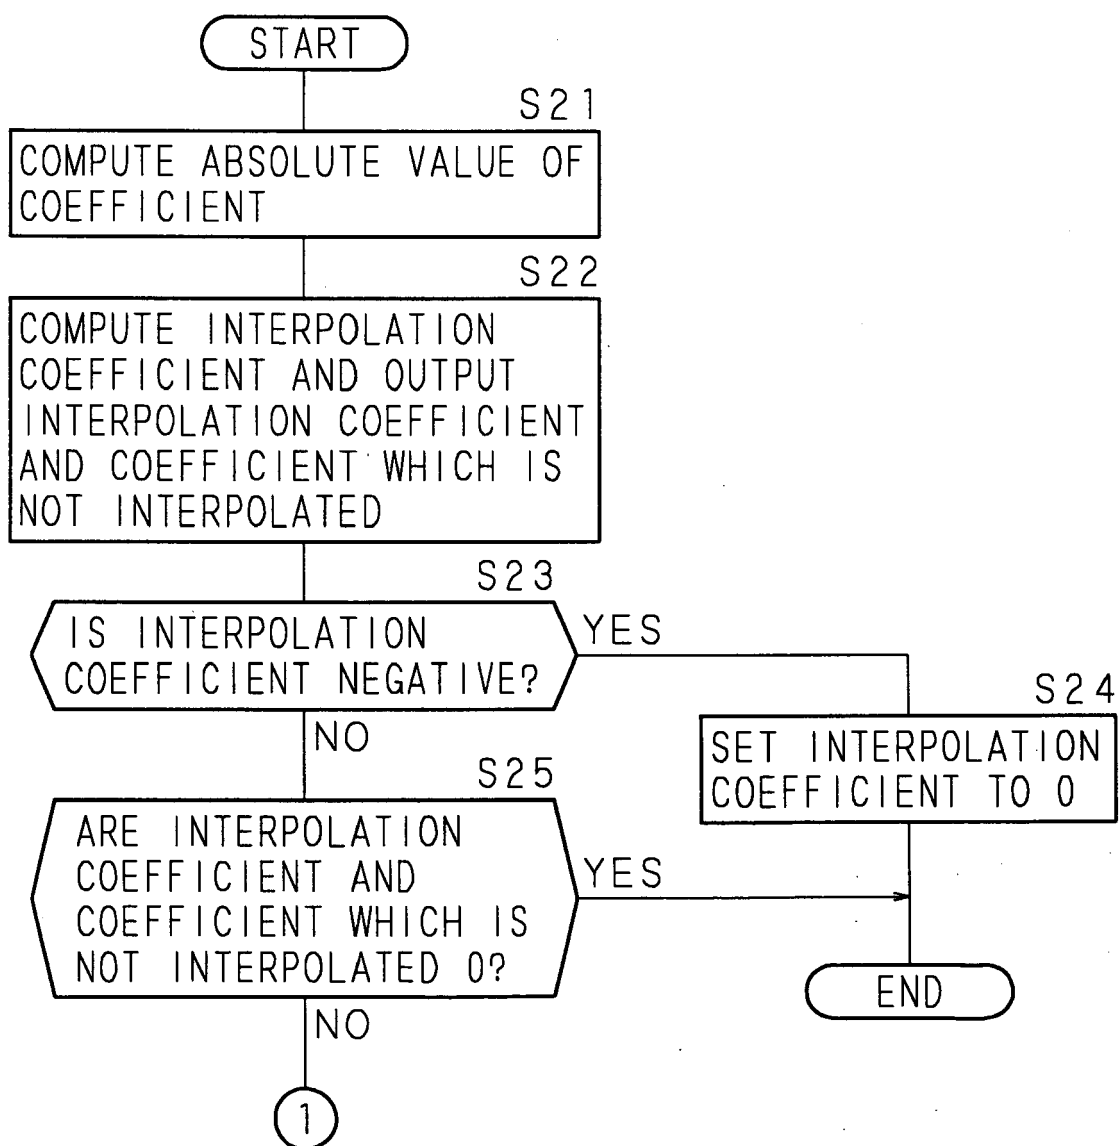 START
S21
COMPUTE ABSOLUTE VALUE OF
COEFFICIENT
S22
COMPUTE INTERPOLATION
COEFFICIENT AND OUTPUT
INTERPOLATION COEFFICIENT
AND COEFFICIENT WHICH IS
NOT INTERPOLATED
S23
IS INTERPOLATION
COEFFICIENT NEGATIVE?
YES
NO
S24
SET INTERPOLATION
COEFFICIENT TO 0
S25
ARE INTERPOLATION
COEFFICIENT AND
COEFFICIENT WHICH IS
NOT INTERPOLATED 0?
YES
NO
END
1